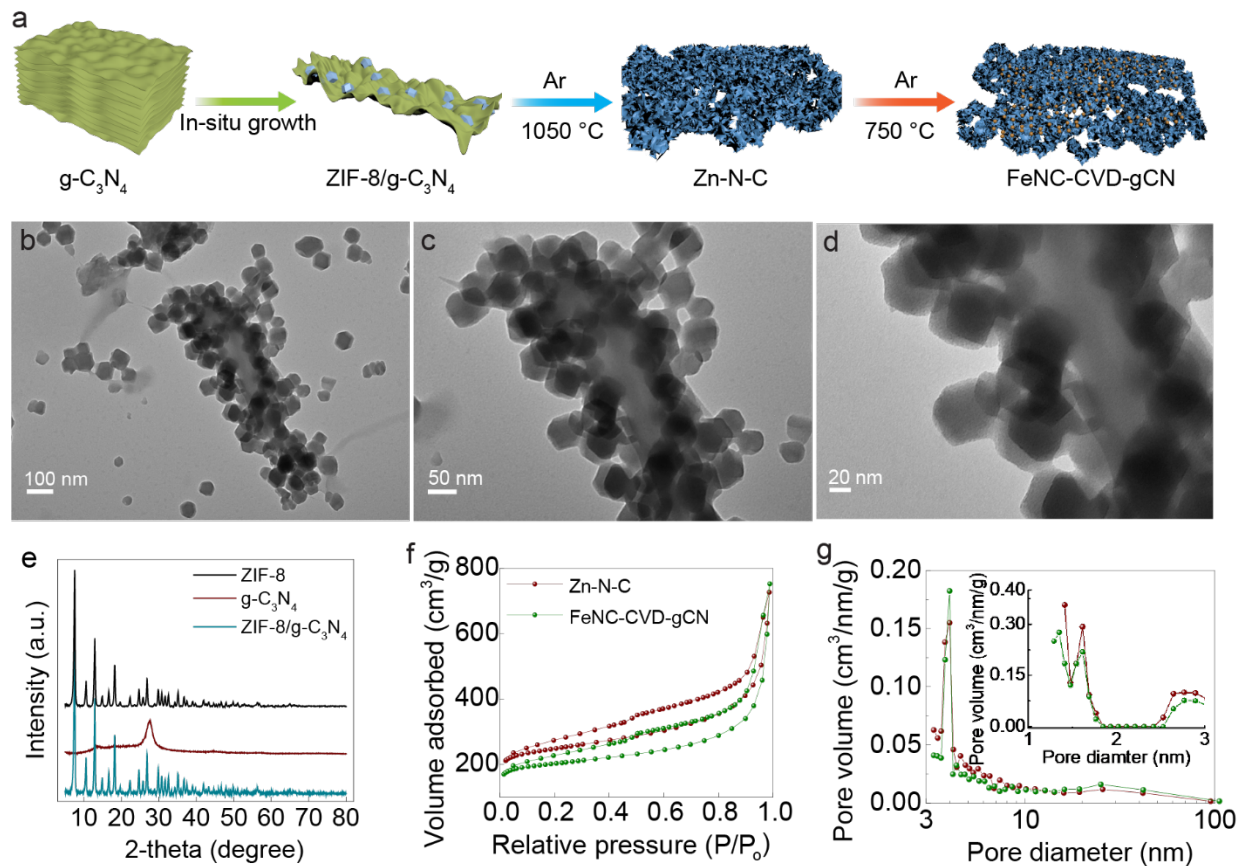 a
Ar
Ar
In-situ growth
1050 °C
750 °C
g-C₃N₄
ZIF-8/g-C₃N₄
Zn-N-C
FeNC-CVD-gCN
b
100 nm
c
50 nm
d
20 nm
e
ZIF-8
g-C₃N₄
ZIF-8/g-C₃N₄
Intensity (a.u.)
10 20 30 40 50 60 70 80
2-theta (degree)
f
Volume adsorbed (cm³/g)
800
600
400
200
Zn-N-C
FeNC-CVD-gCN
0.0 0.2 0.4 0.6 0.8 1.0
Relative pressure (P/Pₒ)
g
Pore volume (cm³/nm/g)
0.20
0.15
0.10
0.05
0.00
3 10 100
Pore diameter (nm)
Pore volume (cm³/nm/g)
0.40
0.30
0.20
0.10
0.00
1 2 3
Pore diamter (nm)